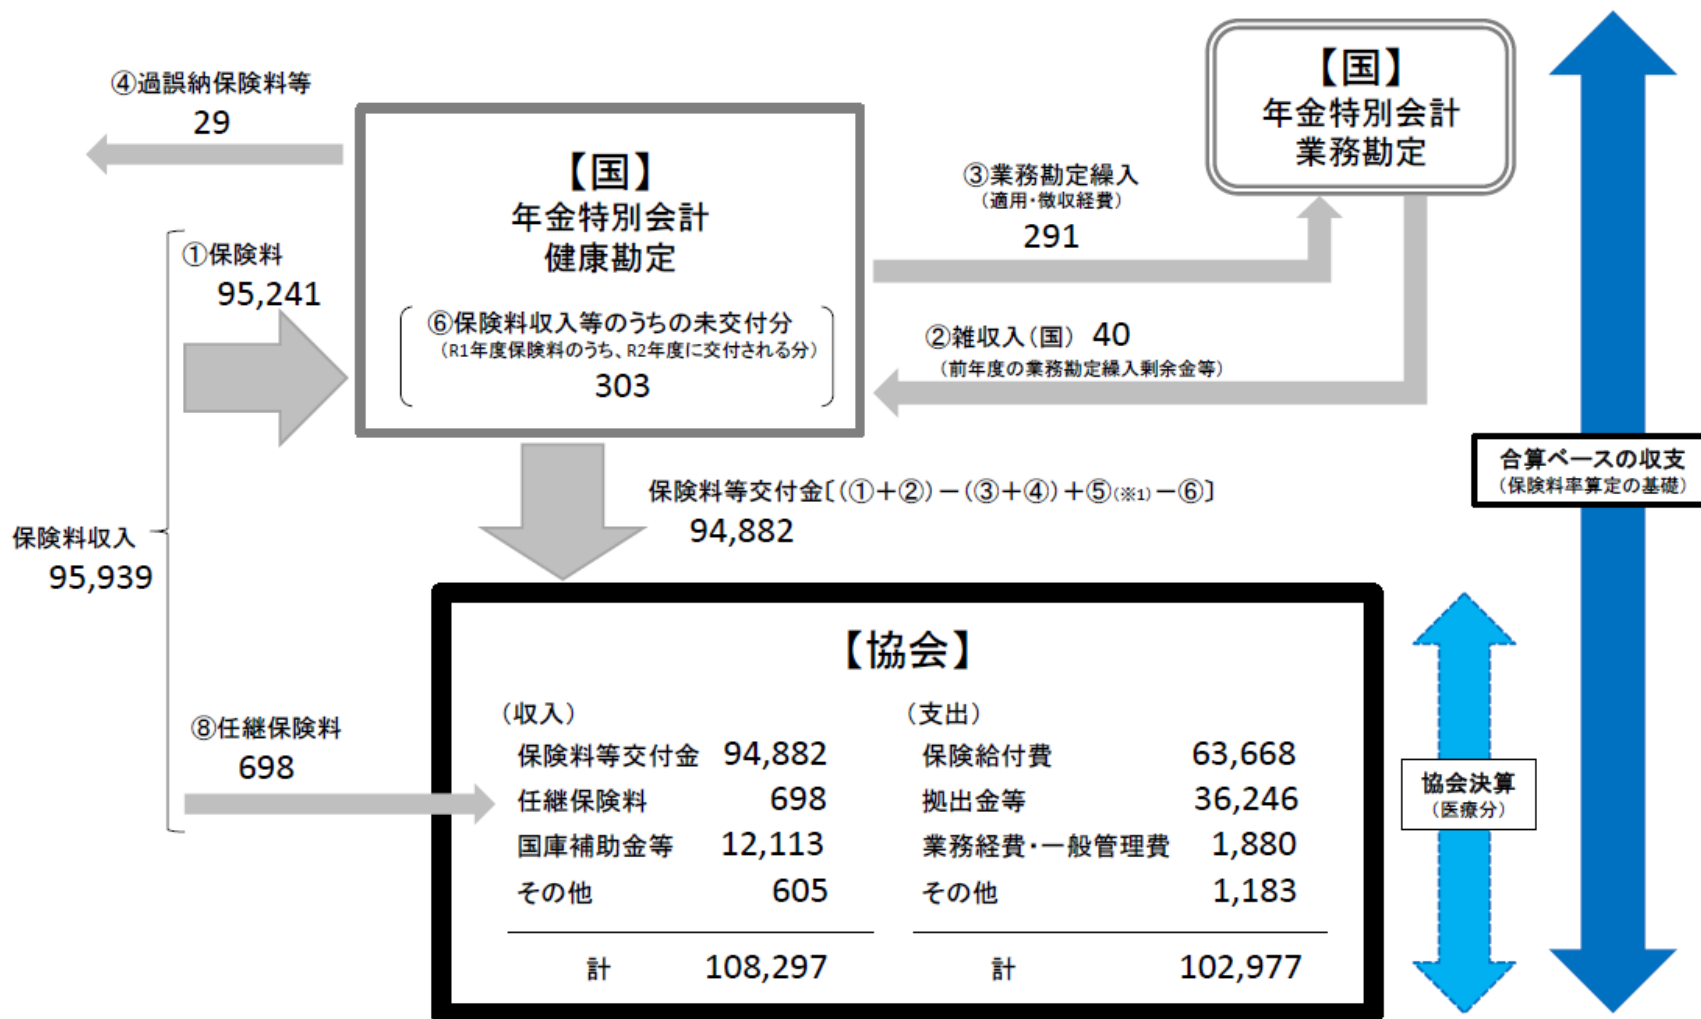 ④過誤納保険料等
29
【国】
年金特別会計
健康勘定
⑥保険料収入等のうちの未交付分
(R1年度保険料のうち、R2年度に交付される分)
303
【国】
年金特別会計
業務勘定
③業務勘定繰入
(適用・徴収経費)
291
②雑収入(国) 40
(前年度の業務勘定繰入剰余金等)
①保険料
95,241
保険料収入
95,939
保険料等交付金〔(①+②)-(③+④)+⑤(※1)-⑥〕
94,882
合算ベースの収支
(保険料率算定の基礎)
⑧任継保険料
698
【協会】
(収入)
保険料等交付金 94,882
任継保険料 698
国庫補助金等 12,113
その他 605
計 108,297
(支出)
保険給付費 63,668
拠出金等 36,246
業務経費・一般管理費 1,880
その他 1,183
計 102,977
協会決算
(医療分)